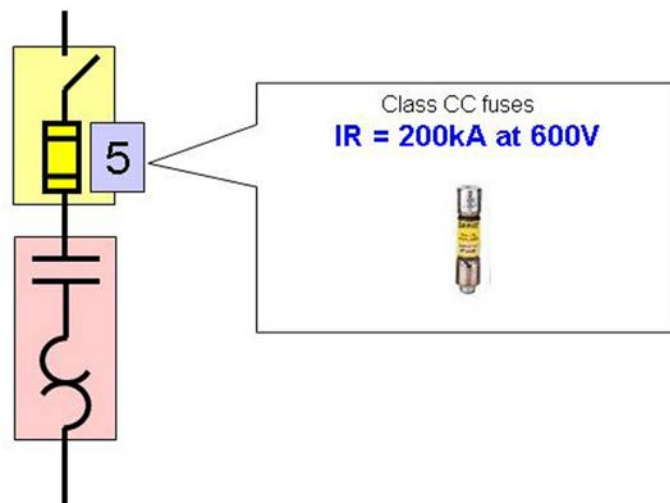 5
Class CC fuses
IR = 200kA at 600V